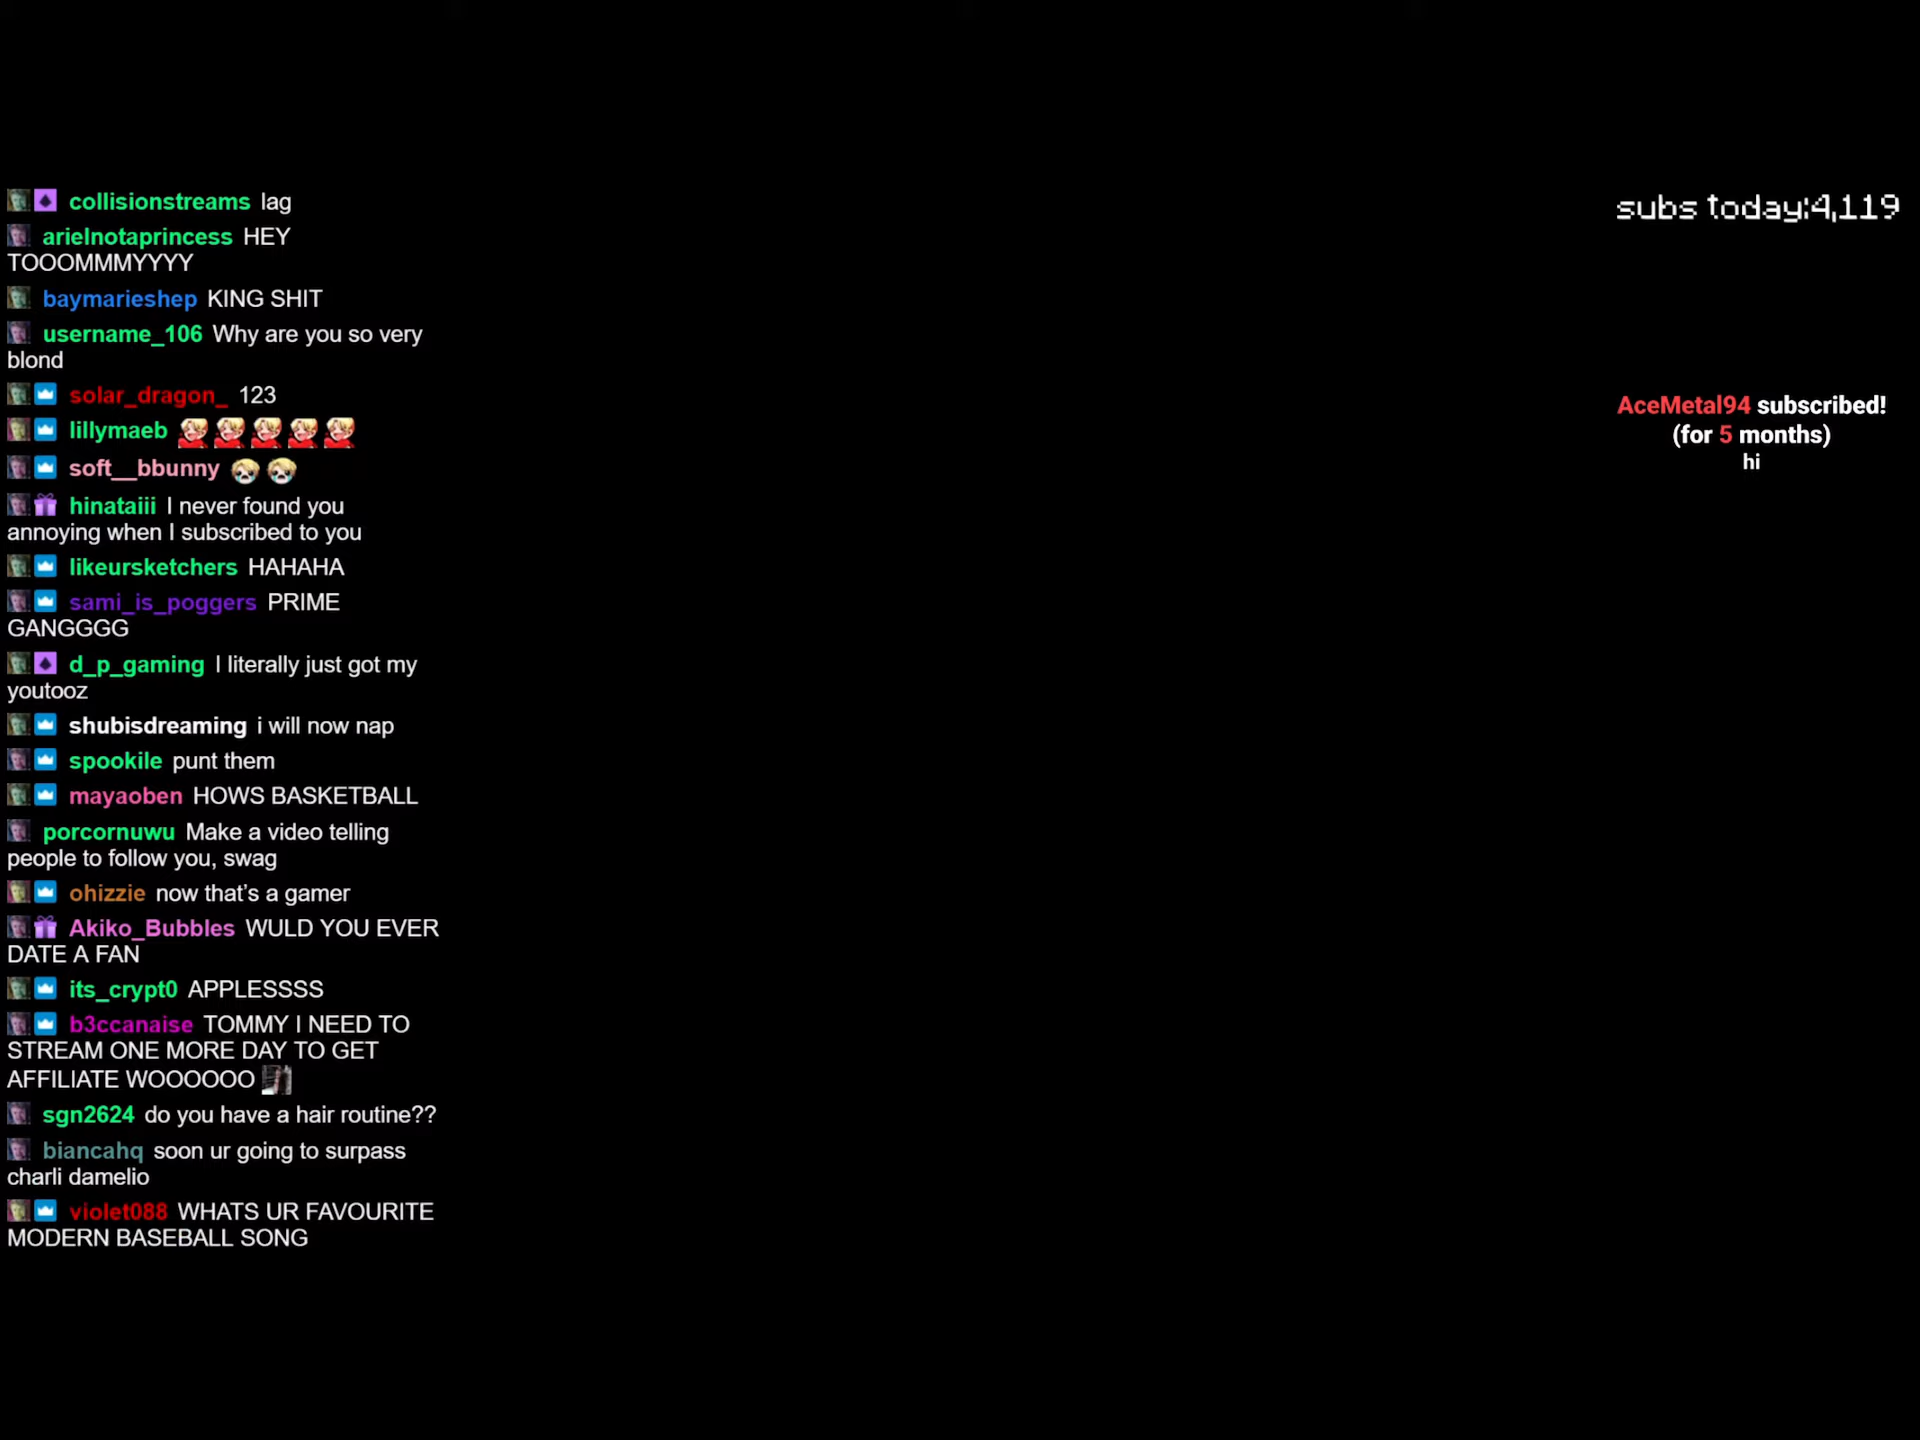 collisionstreams lag
arielnotaprincess HEY
TOOOMMMYYYY
baymarieshep KING SHIT
username_106 Why are you so very
blond
solar_dragon_ 123
lillymaeb
soft__bbunny
hinataiii I never found you
annoying when I subscribed to you
likeursketchers HAHAHA
sami_is_poggers PRIME
GANGGGG
d_p_gaming I literally just got my
youtooz
shubisdreaming i will now nap
spookile punt them
mayaoben HOWS BASKETBALL
porcornuwu Make a video telling
people to follow you, swag
ohizzie now that's a gamer
Akiko_Bubbles WULD YOU EVER
DATE A FAN
its_crypt0 APPLESSSS
b3ccanaise TOMMY I NEED TO
STREAM ONE MORE DAY TO GET
AFFILIATE WOOOOOO
sgn2624 do you have a hair routine??
biancahq soon ur going to surpass
charli damelio
violet088 WHATS UR FAVOURITE
MODERN BASEBALL SONG
subs today:4,119
AceMetal94 subscribed!
(for 5 months)
hi